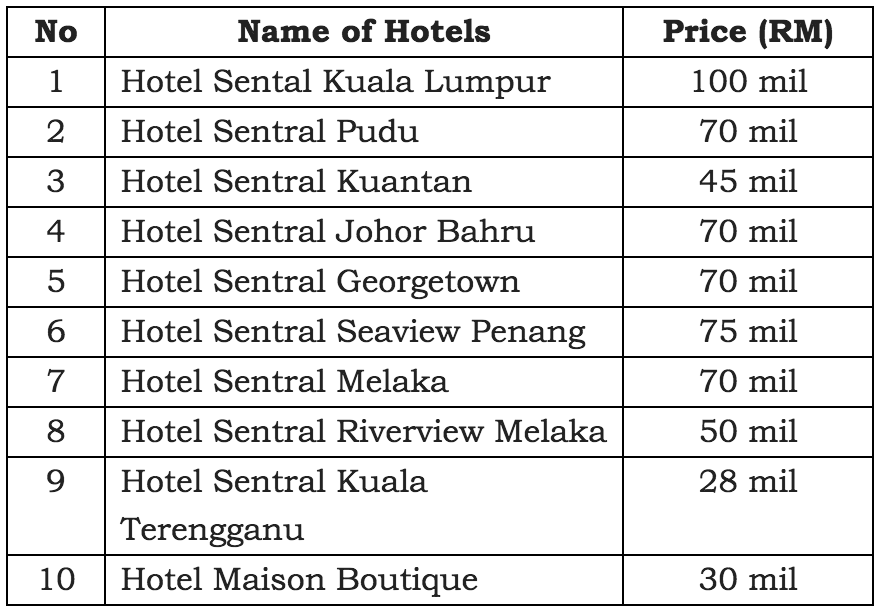 No Name of Hotels Price (RM)
1 Hotel Sental Kuala Lumpur 100 mil
2 Hotel Sentral Pudu 70 mil
3 Hotel Sentral Kuantan 45 mil
4 Hotel Sentral Johor Bahru 70 mil
5 Hotel Sentral Georgetown 70 mil
6 Hotel Sentral Seaview Penang 75 mil
7 Hotel Sentral Melaka 70 mil
8 Hotel Sentral Riverview Melaka 50 mil
9 Hotel Sentral Kuala 28 mil
Terengganu
10 Hotel Maison Boutique 30 mil